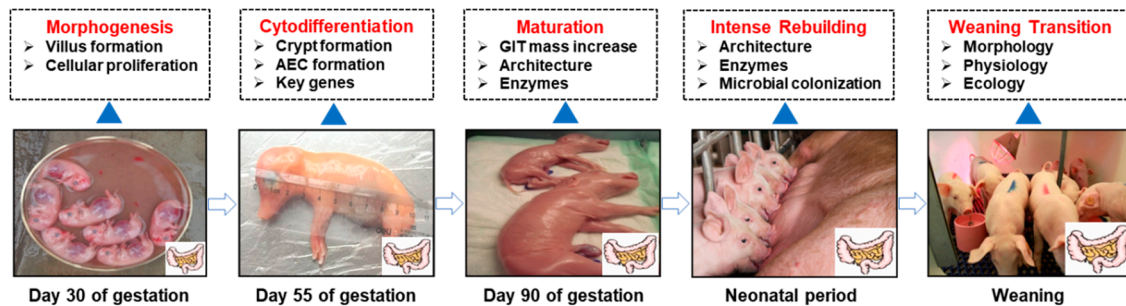 Morphogenesis
➢ Villus formation
➢ Cellular proliferation
Cytodifferentiation
➢ Crypt formation
➢ AEC formation
➢ Key genes
Maturation
➢ GIT mass increase
➢ Architecture
➢ Enzymes
Intense Rebuilding
➢ Architecture
➢ Enzymes
➢ Microbial colonization
Weaning Transition
➢ Morphology
➢ Physiology
➢ Ecology
Day 30 of gestation
Day 55 of gestation
Day 90 of gestation
Neonatal period
Weaning